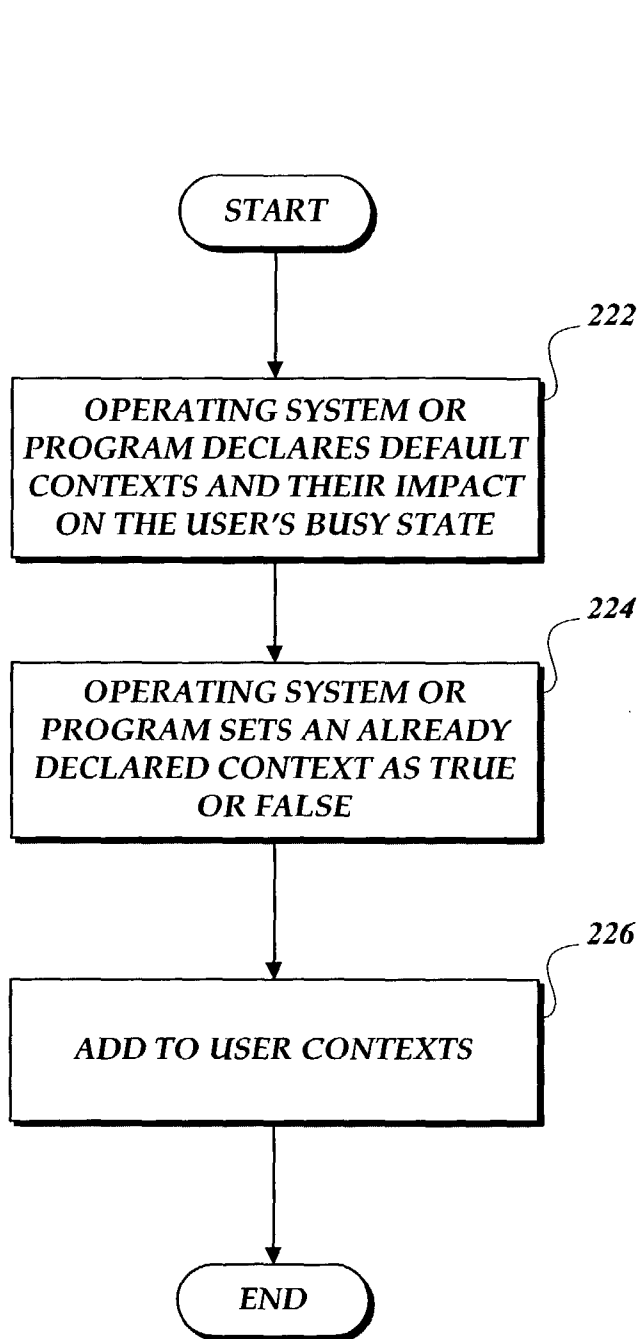 START
222
OPERATING SYSTEM OR
PROGRAM DECLARES DEFAULT
CONTEXTS AND THEIR IMPACT
ON THE USER'S BUSY STATE
224
OPERATING SYSTEM OR
PROGRAM SETS AN ALREADY
DECLARED CONTEXT AS TRUE
OR FALSE
226
ADD TO USER CONTEXTS
END